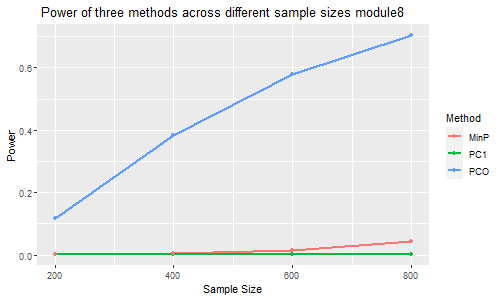 Power of three methods across different sample sizes module8
Power
0.6
0.4
0.2
0.0
200
400
600
800
Sample Size
Method
MinP
PC1
PCO